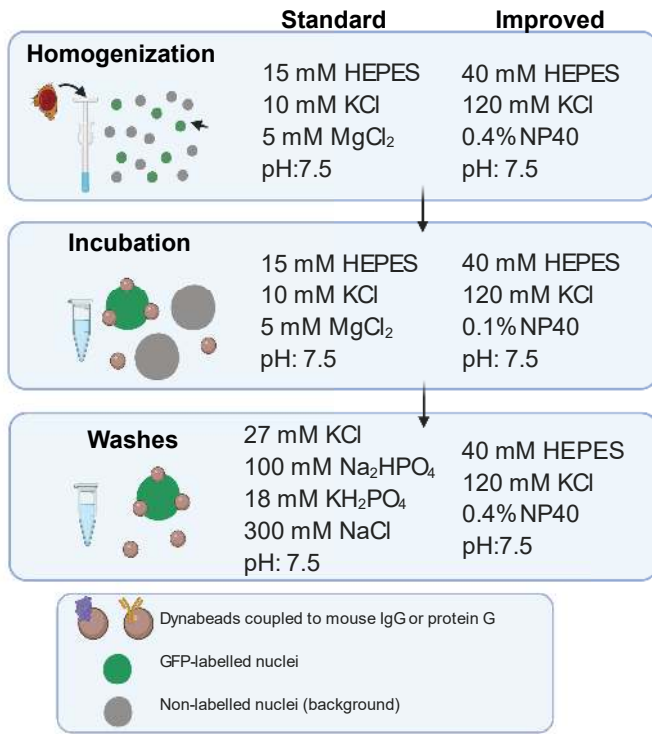 Standard
Improved
Homogenization
15 mM HEPES
10 mM KCl
5 mM MgCl₂
pH:7.5
40 mM HEPES
120 mM KCl
0.4% NP40
pH: 7.5
Incubation
15 mM HEPES
10 mM KCl
5 mM MgCl₂
pH: 7.5
40 mM HEPES
120 mM KCl
0.1% NP40
pH: 7.5
Washes
27 mM KCl
100 mM Na₂HPO₄
18 mM KH₂PO₄
300 mM NaCl
pH: 7.5
40 mM HEPES
120 mM KCl
0.4% NP40
pH:7.5
Dynabeads coupled to mouse IgG or protein G
GFP-labelled nuclei
Non-labelled nuclei (background)